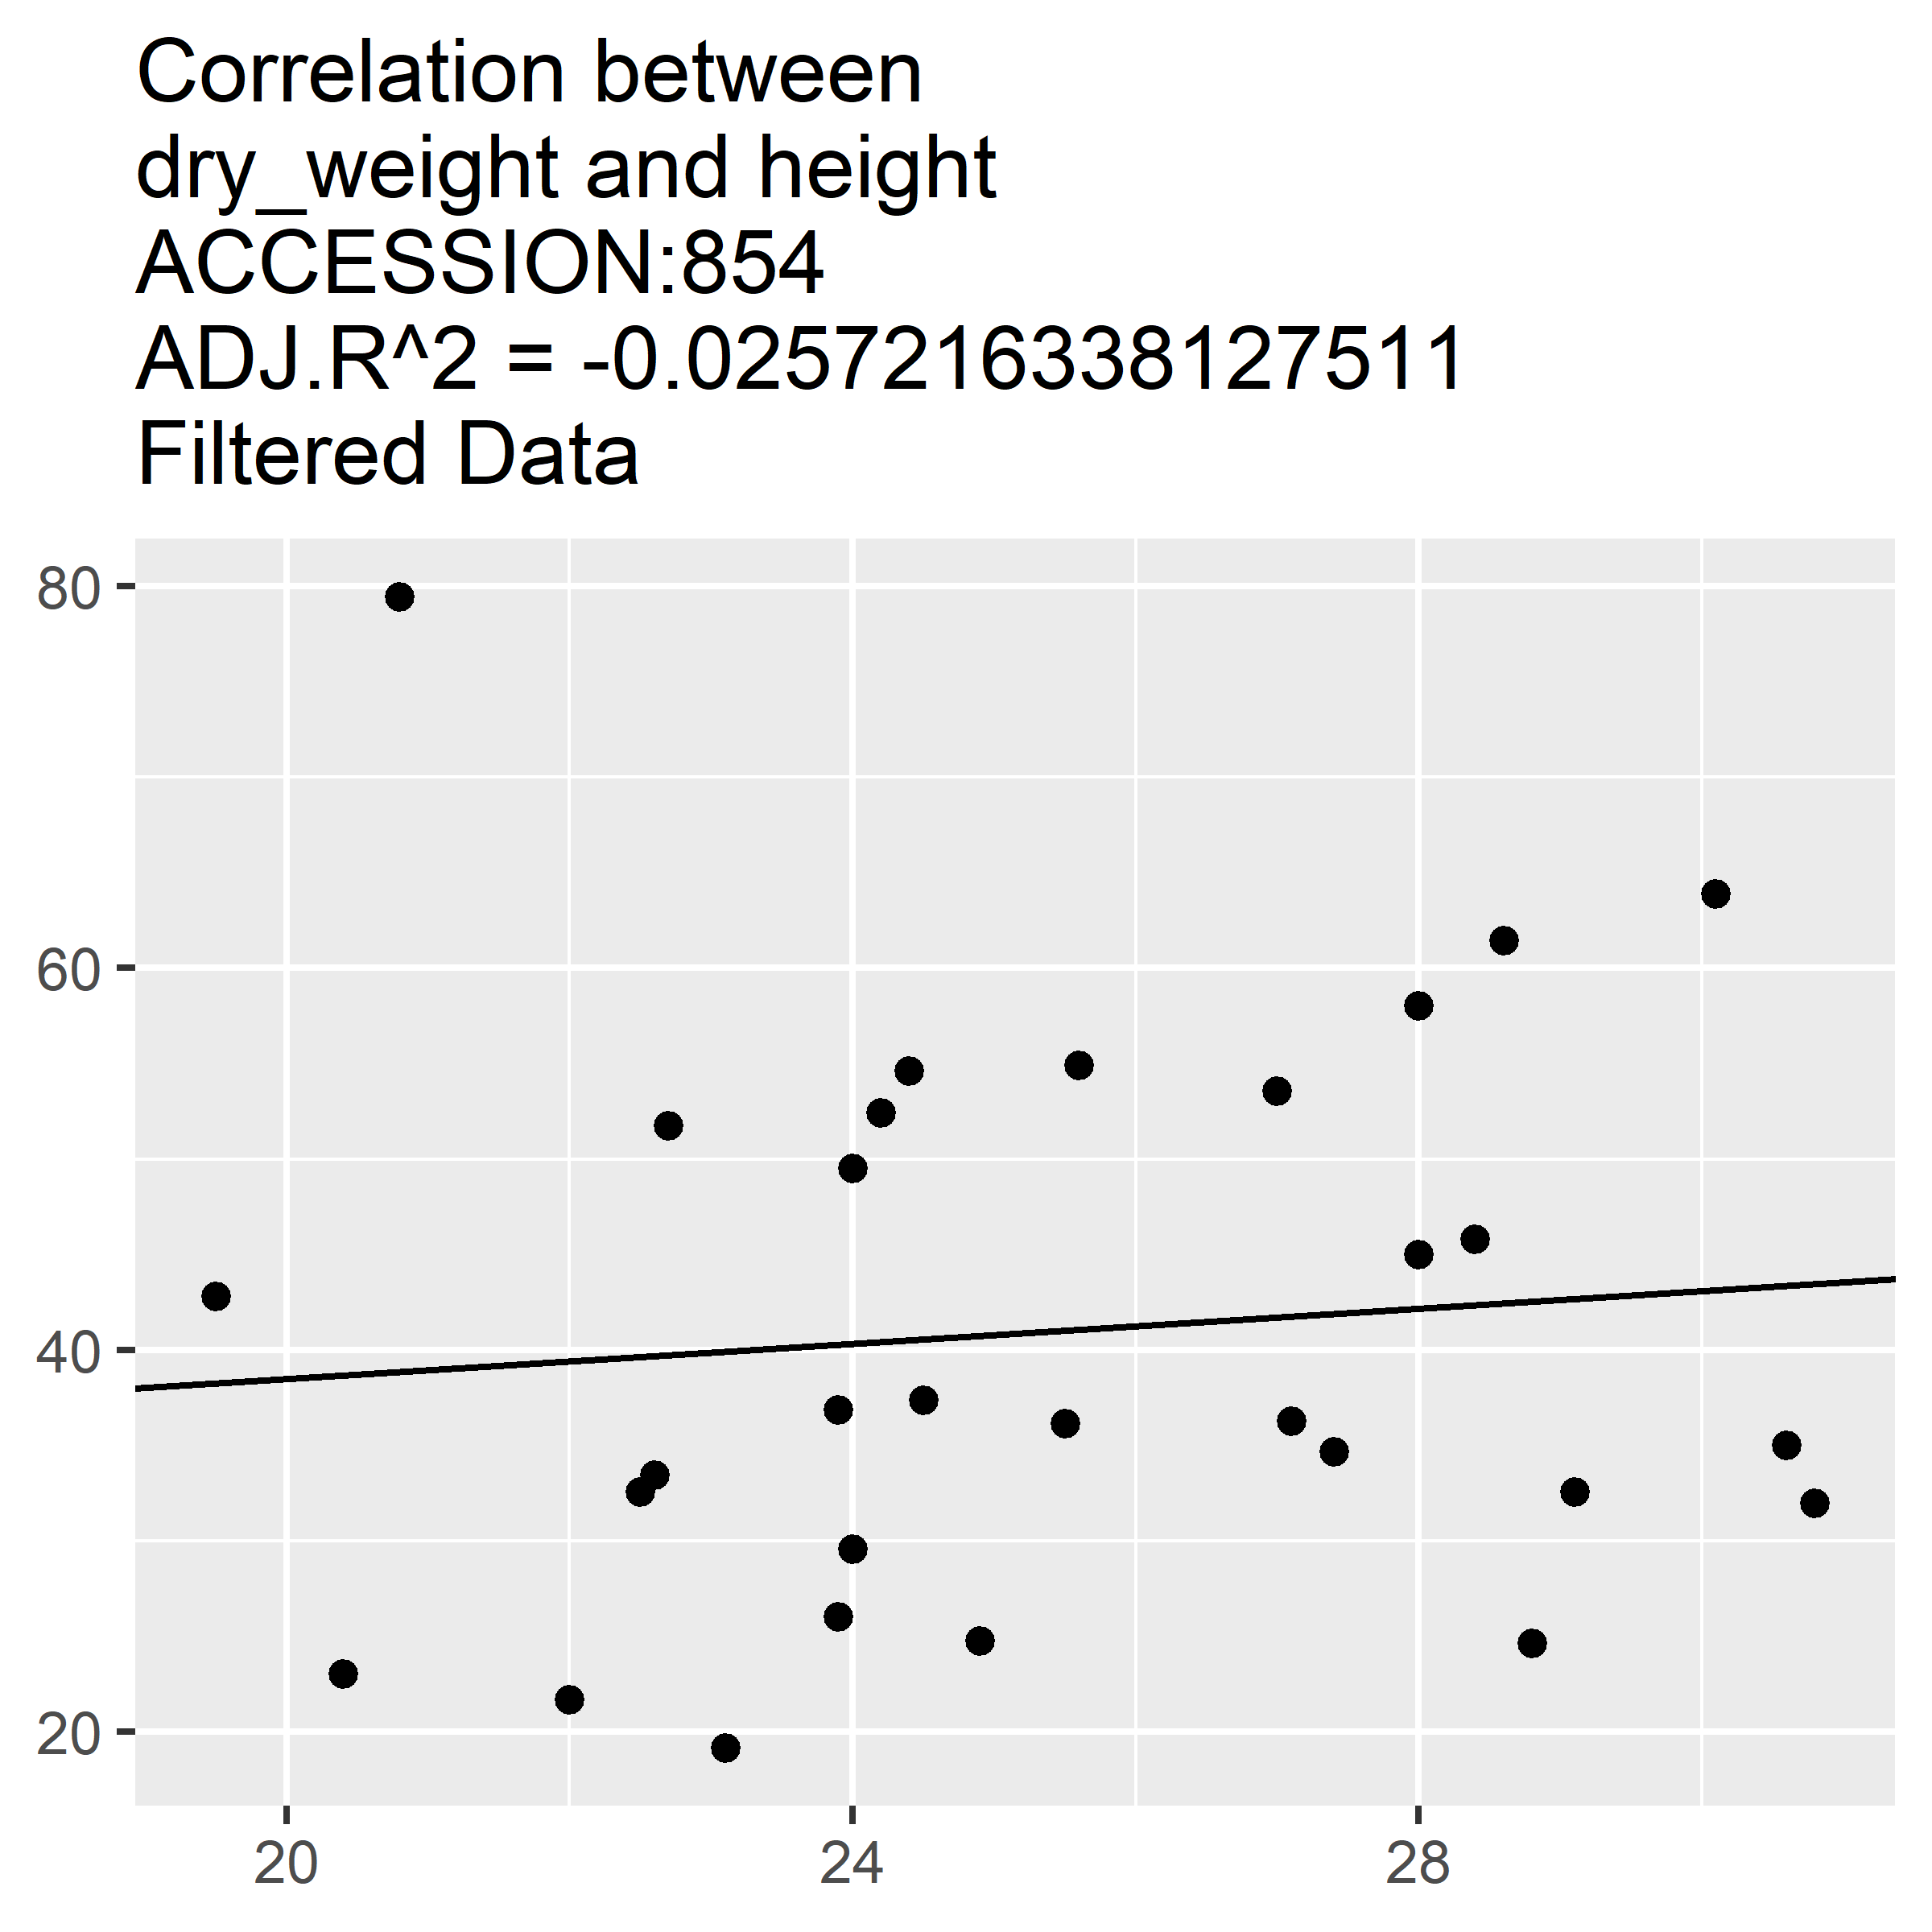 Correlation between
dry_weight and height
ACCESSION:854
ADJ.R^2 = -0.0257216338127511
Filtered Data
80
60
40
20
20 24 28